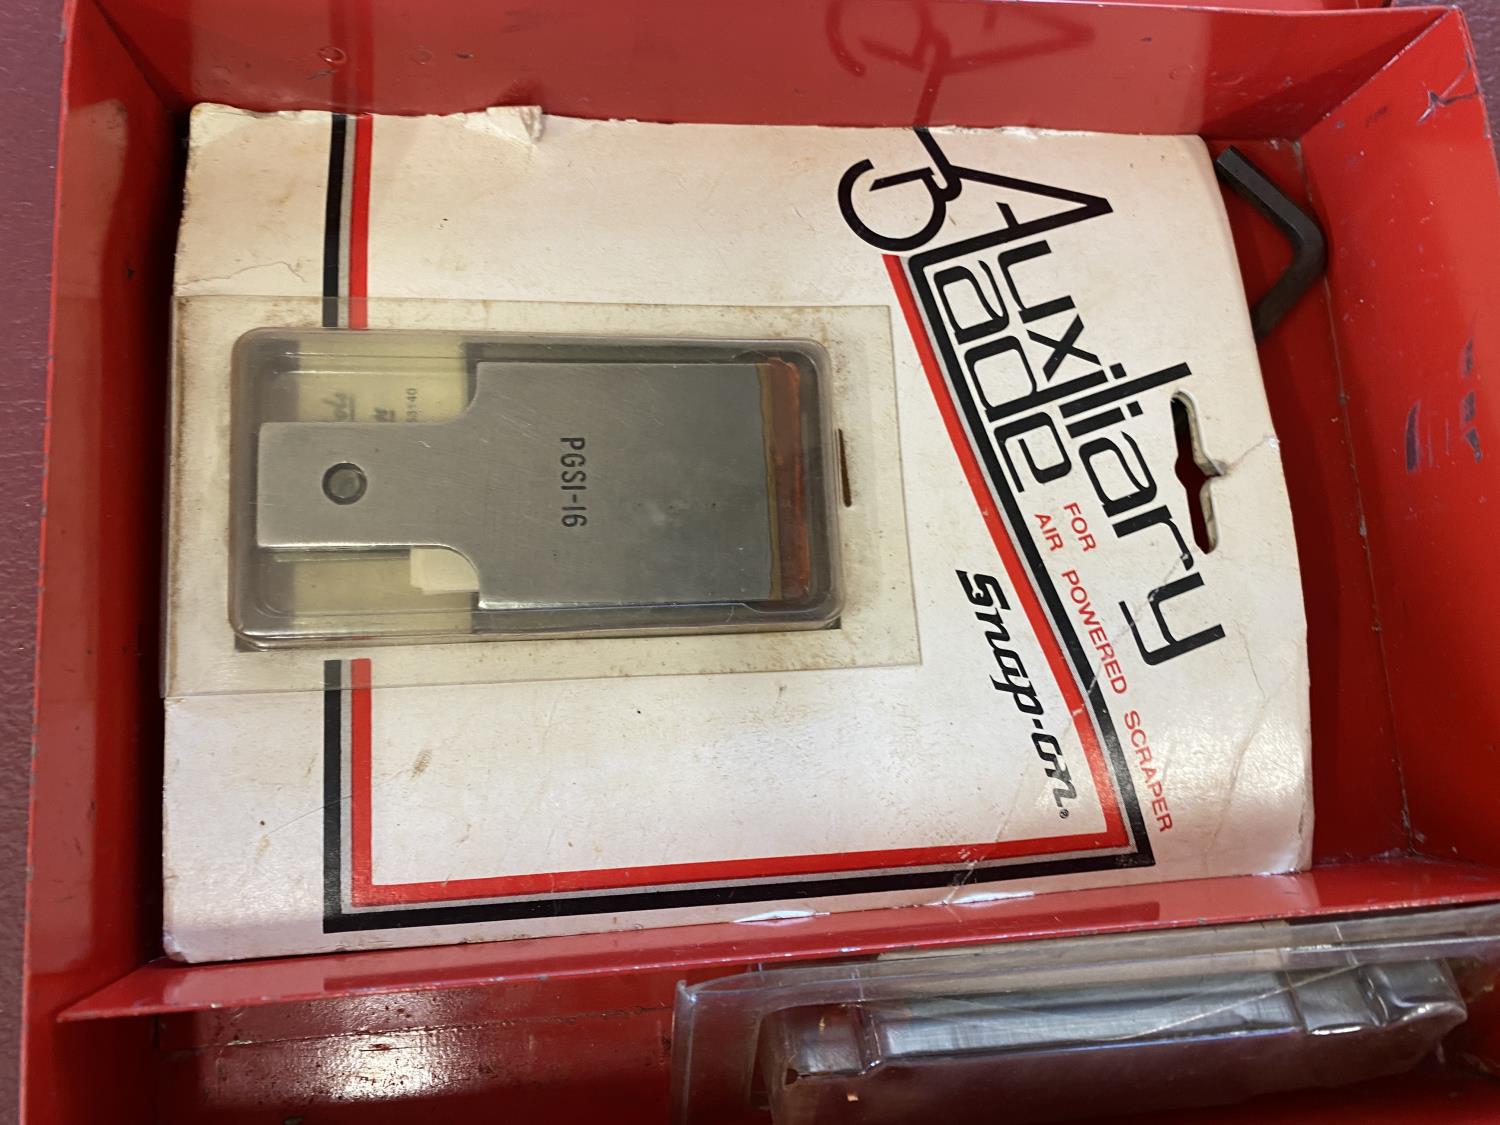 Auxiliary
Blade
FOR
AIR POWERED SCRAPER
Snap-on®
PGSI-16